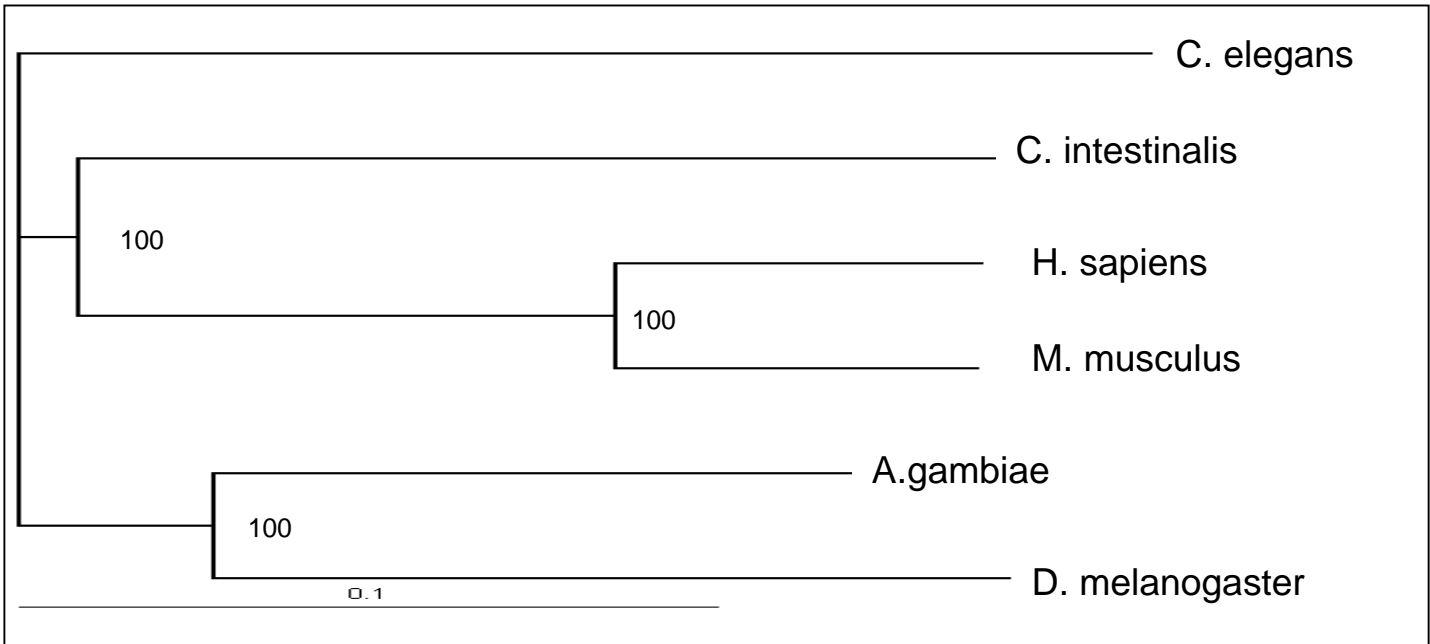 C. elegans
C. intestinalis
100
H. sapiens
100
M. musculus
A.gambiae
100
D. melanogaster
0.1